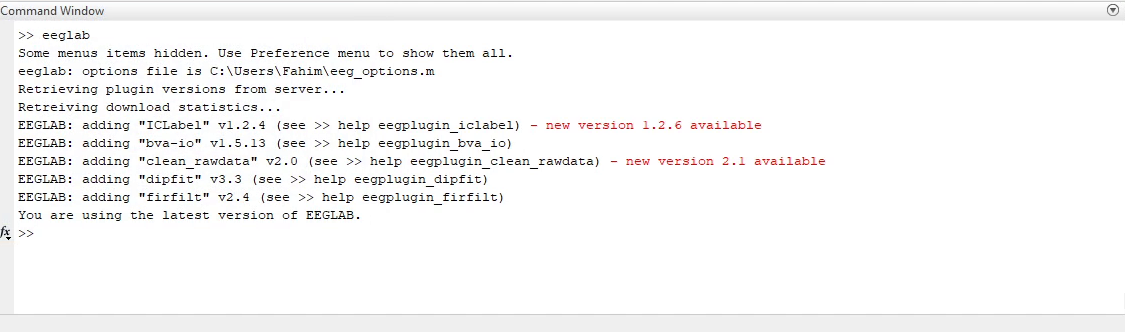 Command Window
>> eeglab
Some menus items hidden. Use Preference menu to show them all.
eeglab: options file is C:\Users\Fahim\eeg_options.m
Retrieving plugin versions from server...
Retreiving download statistics...
EEGLAB: adding "ICLabel" v1.2.4 (see >> help eegplugin_iclabel) - new version 1.2.6 available
EEGLAB: adding "bva-io" v1.5.13 (see >> help eegplugin_bva_io)
EEGLAB: adding "clean_rawdata" v2.0 (see >> help eegplugin_clean_rawdata) - new version 2.1 available
EEGLAB: adding "dipfit" v3.3 (see >> help eegplugin_dipfit)
EEGLAB: adding "firfilt" v2.4 (see >> help eegplugin_firfilt)
You are using the latest version of EEGLAB.
fx >>